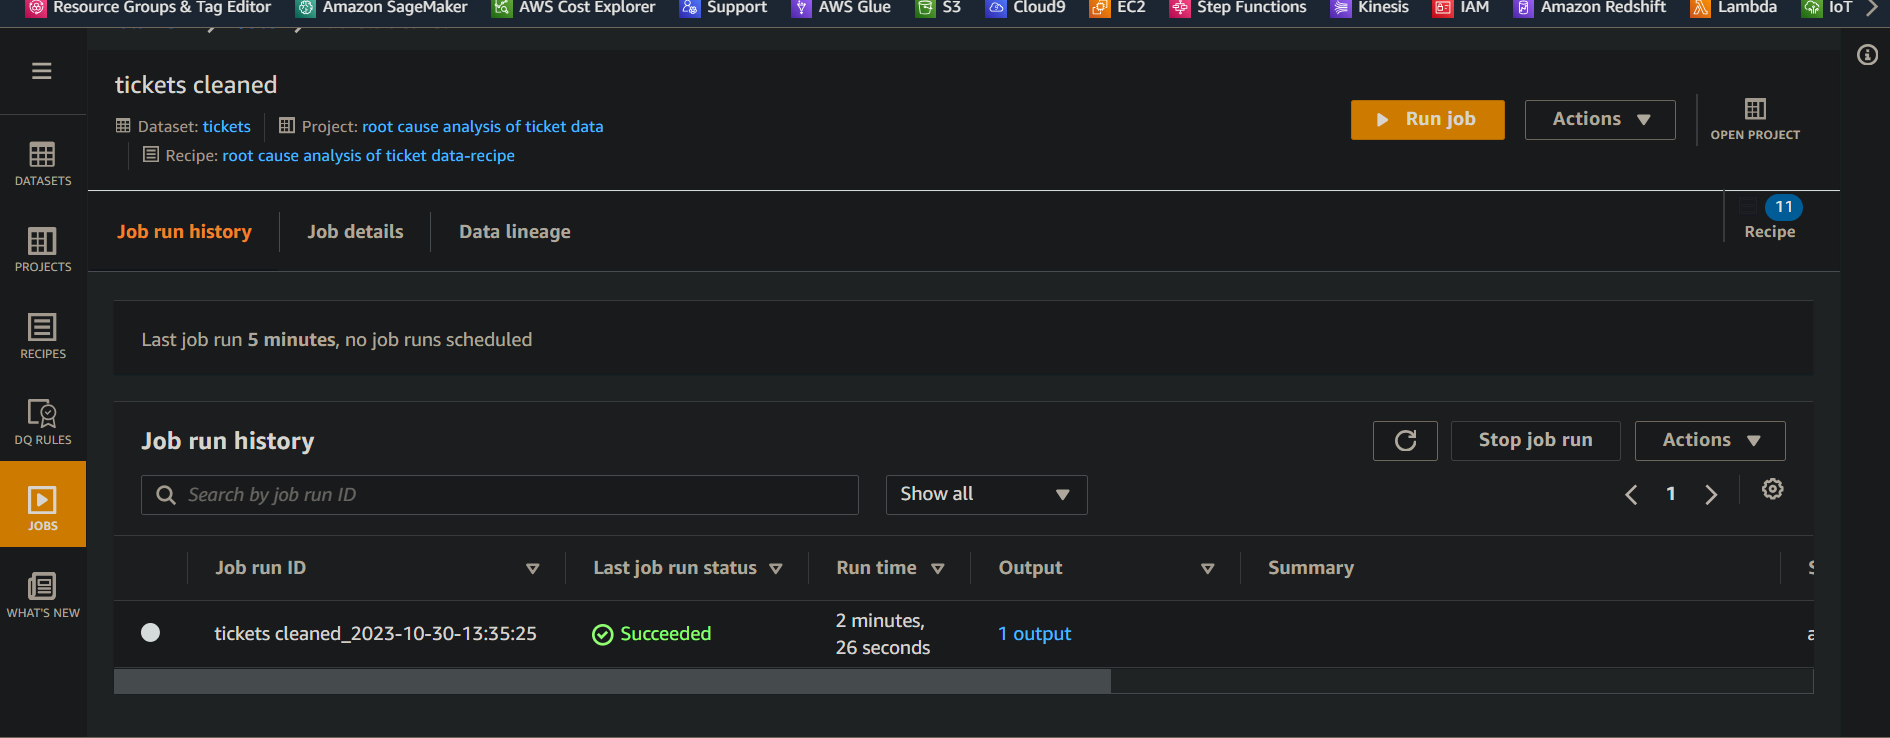 Resource Groups & Tag Editor Amazon SageMaker AWS Cost Explorer Support AWS Glue S3 Cloud9 EC2 Step Functions Kinesis IAM Amazon Redshift Lambda IoT
tickets cleaned
Dataset: tickets Project: root cause analysis of ticket data
Recipe: root cause analysis of ticket data-recipe
Run job Actions OPEN PROJECT
DATASETS
PROJECTS
RECIPES
DQ RULES
JOBS
WHAT'S NEW
Job run history Job details Data lineage
11
Recipe
Last job run 5 minutes, no job runs scheduled
Job run history
Stop job run Actions
Search by job run ID Show all 1
Job run ID Last job run status Run time Output Summary
tickets cleaned_2023-10-30-13:35:25 Succeeded 2 minutes, 26 seconds 1 output